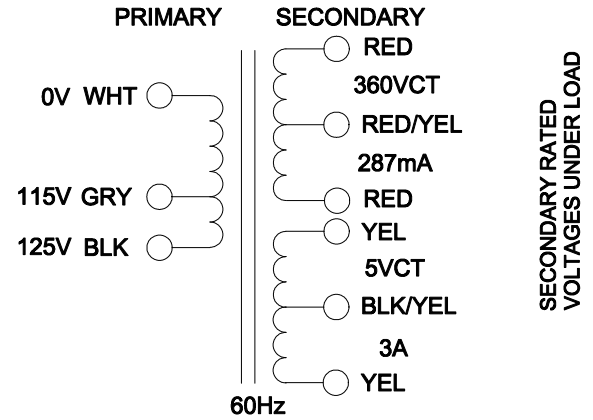 PRIMARY
SECONDARY
0V WHT
115V GRY
125V BLK
RED
360VCT
RED/YEL
287mA
RED
YEL
5VCT
BLK/YEL
3A
YEL
60Hz
SECONDARY RATED
VOLTAGES UNDER LOAD